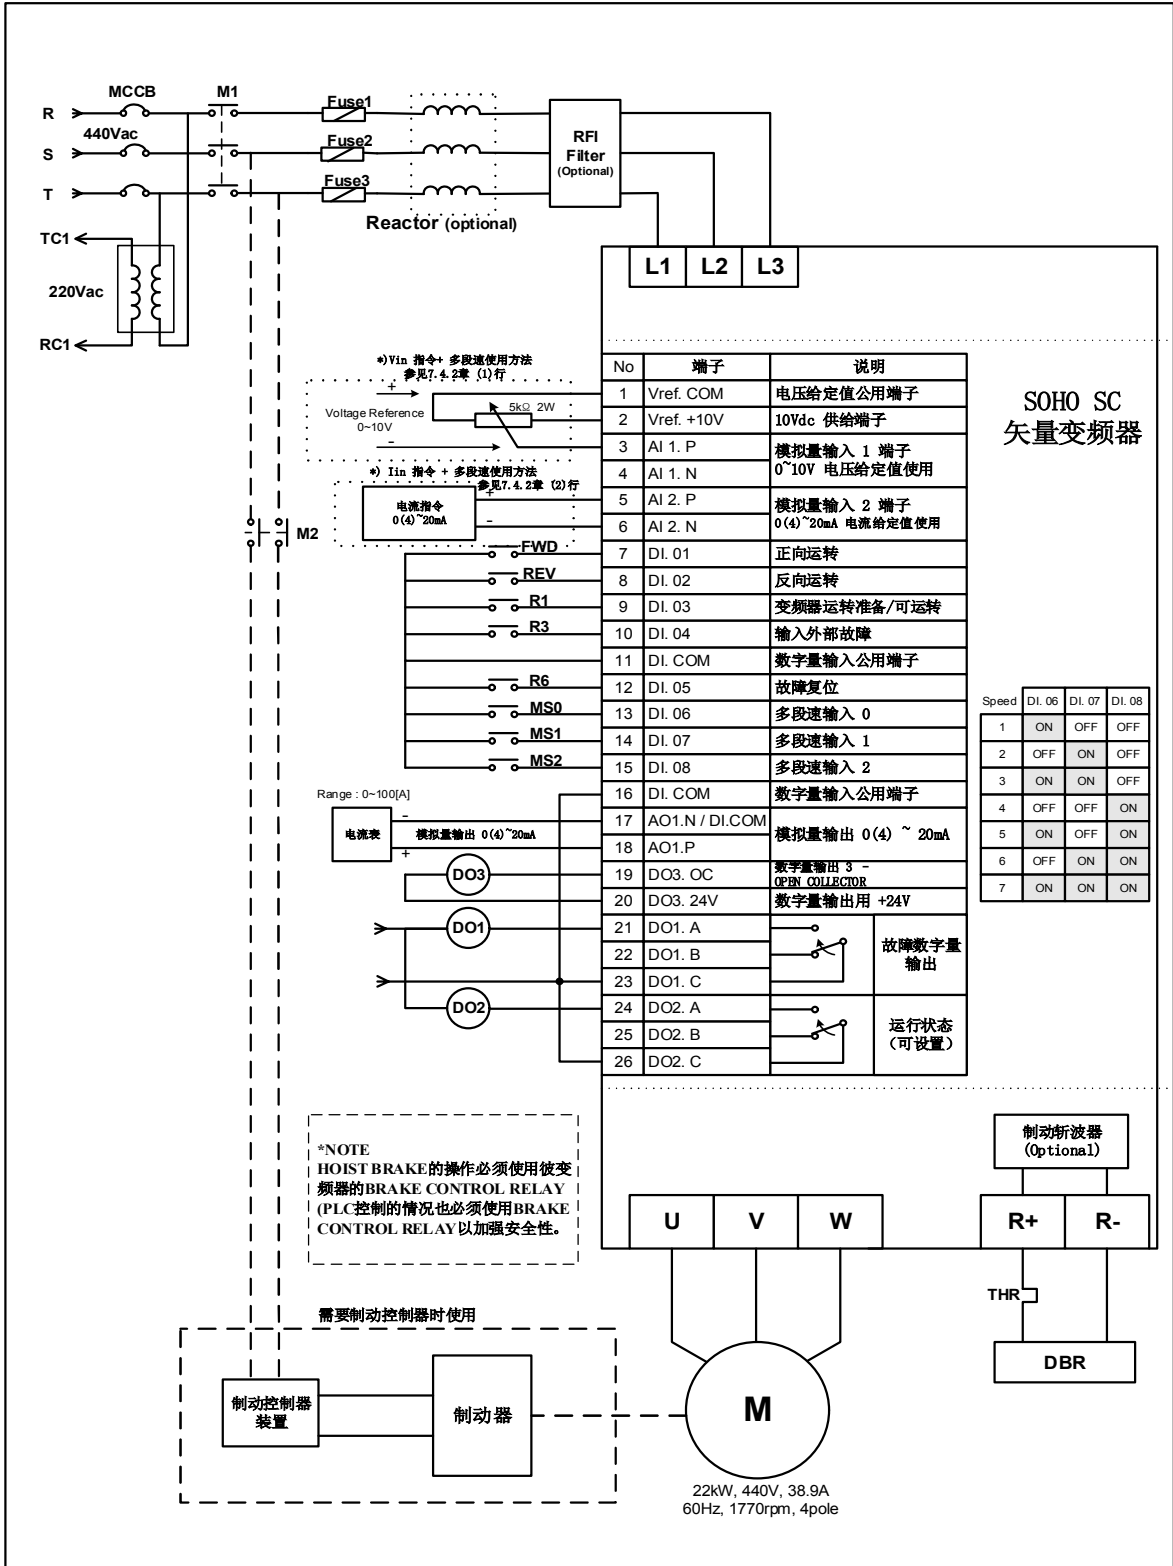 MCCB
M1
R
440Vac
S
T
Fuse1
Fuse2
Fuse3
Reactor (optional)
RFI
Filter
(Optional)
TC1
220Vac
RC1
L1 L2 L3
SOHO SC
矢量变频器
*)Vin 指令+ 多段速使用方法
参见7.4.2章 (1)行
+
Voltage Reference
0~10V
5kΩ 2W
-
*) Iin 指令 + 多段速使用方法
参见7.4.2章 (2)行
电流指令
0(4)~20mA
+
-
M2
FWD
REV
R1
R3
R6
MS0
MS1
MS2
No 端子 说明
1 Vref. COM 电压给定值公用端子
2 Vref. +10V 10Vdc 供给端子
3 AI 1. P 模拟量输入 1 端子
4 AI 1. N 0~10V 电压给定值使用
5 AI 2. P 模拟量输入 2 端子
6 AI 2. N 0(4)~20mA 电流给定值使用
7 DI. 01 正向运转
8 DI. 02 反向运转
9 DI. 03 变频器运转准备/可运转
10 DI. 04 输入外部故障
11 DI. COM 数字量输入公用端子
12 DI. 05 故障复位
13 DI. 06 多段速输入 0
14 DI. 07 多段速输入 1
15 DI. 08 多段速输入 2
16 DI. COM 数字量输入公用端子
17 AO1.N / DI.COM 模拟量输出 0(4) ~ 20mA
18 AO1.P
19 DO3. OC 数字量输出 3 -
OPEN COLLECTOR
20 DO3. 24V 数字量输出用 +24V
21 DO1. A
22 DO1. B
23 DO1. C
故障数字量
输出
24 DO2. A
25 DO2. B
26 DO2. C
运行状态
(可设置)
Range : 0~100[A]
电流表
-
模拟量输出 0(4)~20mA
+
DO3
DO1
DO2
Speed DI. 06 DI. 07 DI. 08
1 ON OFF OFF
2 OFF ON OFF
3 ON ON OFF
4 OFF OFF ON
5 ON OFF ON
6 OFF ON ON
7 ON ON ON
*NOTE
HOIST BRAKE的操作必须使用彼变
频器的BRAKE CONTROL RELAY
(PLC控制的情况也必须使用BRAKE
CONTROL RELAY以加强安全性。
制动斩波器
(Optional)
U V W
R+ R-
THR
DBR
需要制动控制器时使用
制动控制器
装置
制动器
M
22kW, 440V, 38.9A
60Hz, 1770rpm, 4pole